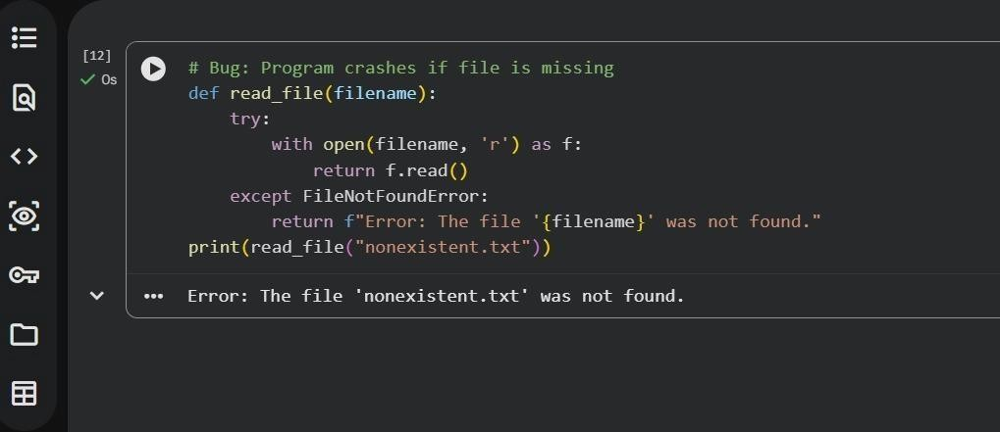 [12]
0s
# Bug: Program crashes if file is missing
def read_file(filename):
    try:
        with open(filename, 'r') as f:
            return f.read()
    except FileNotFoundError:
        return f"Error: The file '{filename}' was not found."
print(read_file("nonexistent.txt"))
Error: The file 'nonexistent.txt' was not found.